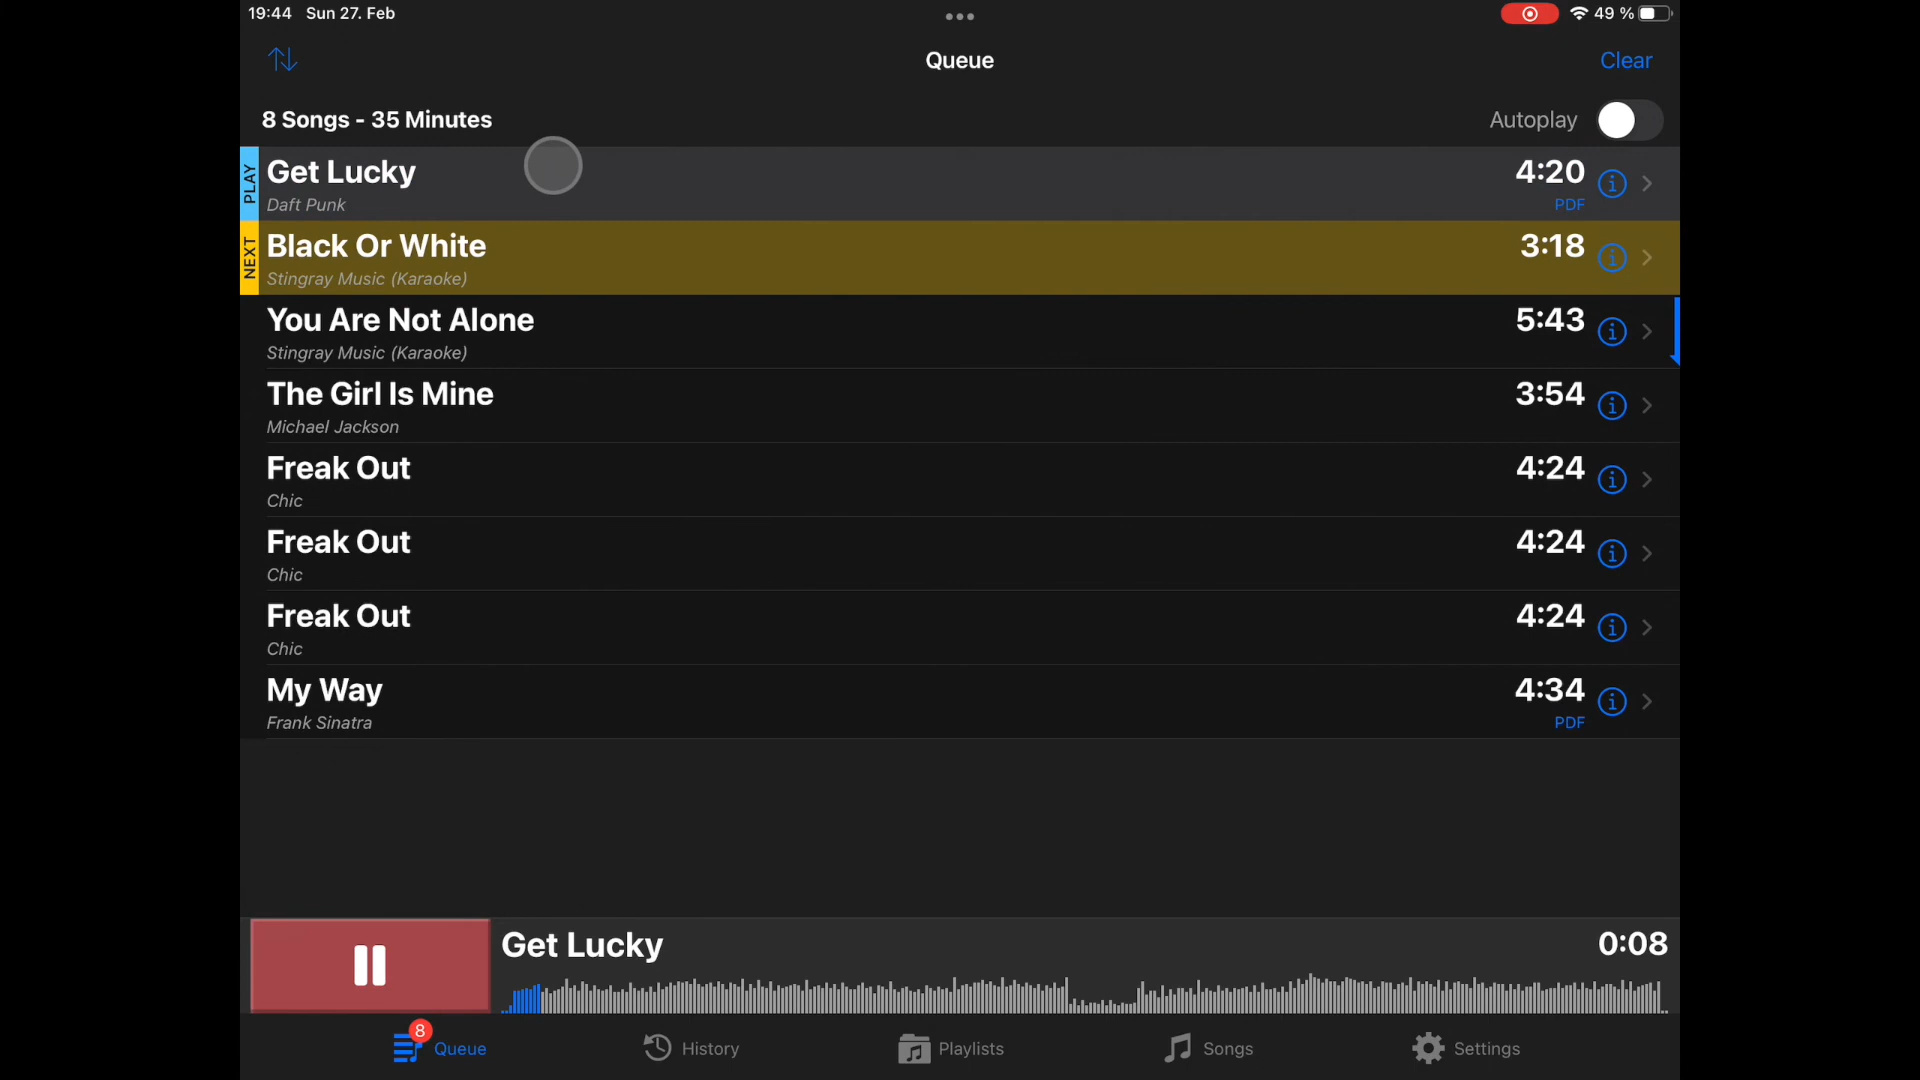 19:44 Sun 27. Feb
49 %
Queue
Clear
8 Songs - 35 Minutes
Autoplay
PLAY
Get Lucky
4:20
Daft Punk
PDF
NEXT
Black Or White
3:18
Stingray Music (Karaoke)
You Are Not Alone
5:43
Stingray Music (Karaoke)
The Girl Is Mine
3:54
Michael Jackson
Freak Out
4:24
Chic
Freak Out
4:24
Chic
Freak Out
4:24
Chic
My Way
4:34
Frank Sinatra
PDF
Get Lucky
0:08
8
Queue
History
Playlists
Songs
Settings